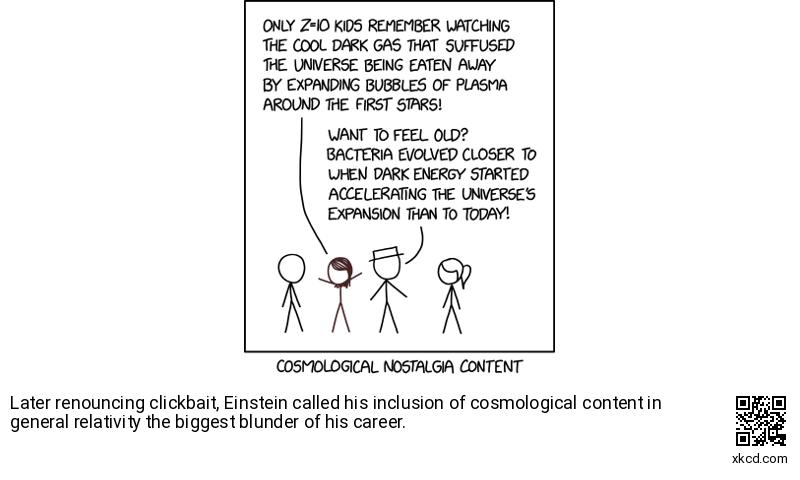 ONLY Z=10 KIDS REMEMBER WATCHING
THE COOL DARK GAS THAT SUFFUSED
THE UNIVERSE BEING EATEN AWAY
BY EXPANDING BUBBLES OF PLASMA
AROUND THE FIRST STARS!
WANT TO FEEL OLD?
BACTERIA EVOLVED CLOSER TO
WHEN DARK ENERGY STARTED
ACCELERATING THE UNIVERSE'S
EXPANSION THAN TO TODAY!
COSMOLOGICAL NOSTALGIA CONTENT
Later renouncing clickbait, Einstein called his inclusion of cosmological content in
general relativity the biggest blunder of his career.
xkcd.com